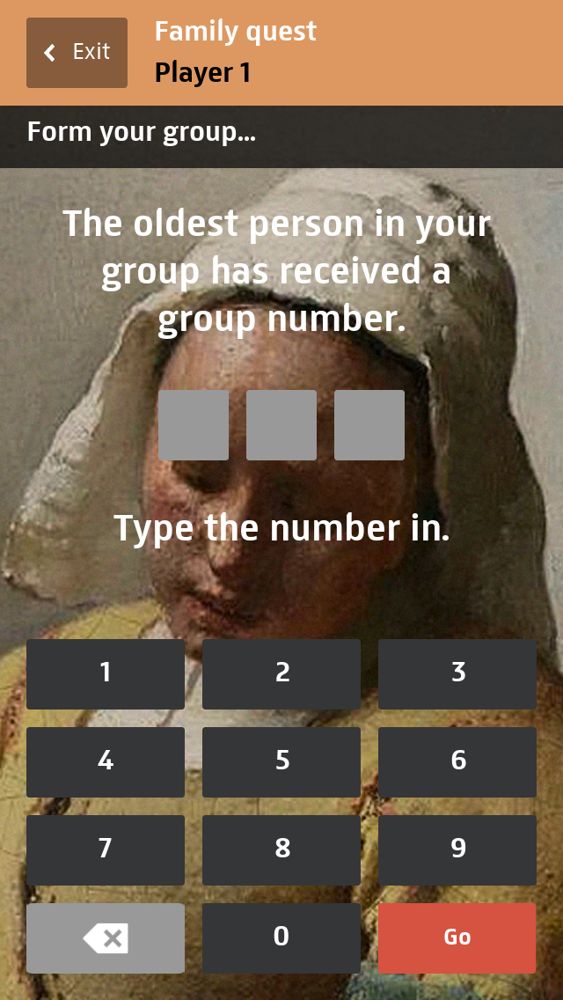 Exit
Family quest
Player 1
Form your group...
The oldest person in your
group has received a
group number.
Type the number in.
1 2 3
4 5 6
7 8 9
0 Go